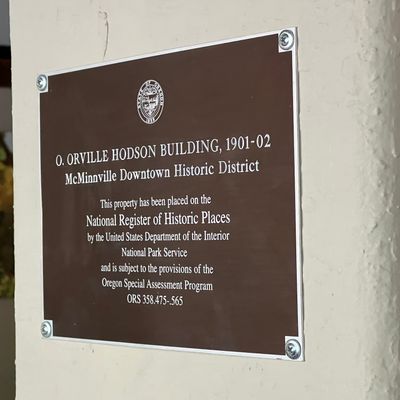 O. ORVILLE HODSON BUILDING, 1901-02
McMinnville Downtown Historic District
This property has been placed on the
National Register of Historic Places
by the United States Department of the Interior
National Park Service
and is subject to the provisions of the
Oregon Special Assessment Program
ORS 358.475-.565